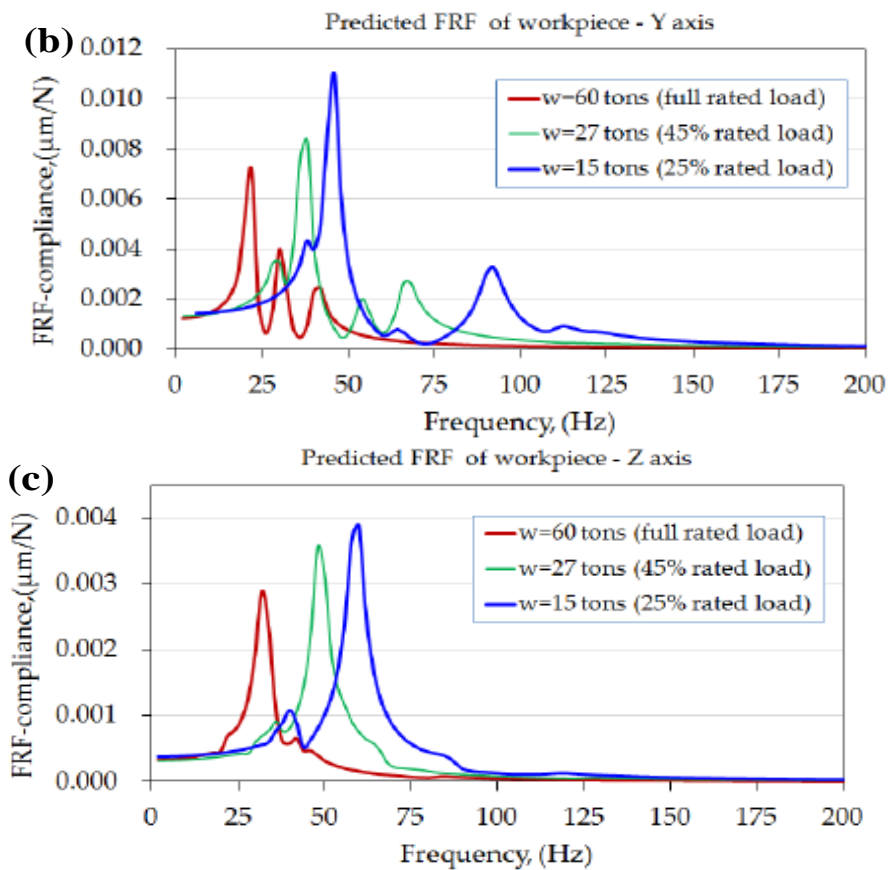 (b)
Predicted FRF of workpiece - Y axis
0.012
0.010
0.008
0.006
0.004
0.002
0.000
FRF-compliance,(µm/N)
w=60 tons (full rated load)
w=27 tons (45% rated load)
w=15 tons (25% rated load)
0 25 50 75 100 125 150 175 200
Frequency, (Hz)
(c)
Predicted FRF of workpiece - Z axis
0.004
0.003
0.002
0.001
0.000
FRF-compliance,(µm/N)
w=60 tons (full rated load)
w=27 tons (45% rated load)
w=15 tons (25% rated load)
0 25 50 75 100 125 150 175 200
Frequency, (Hz)